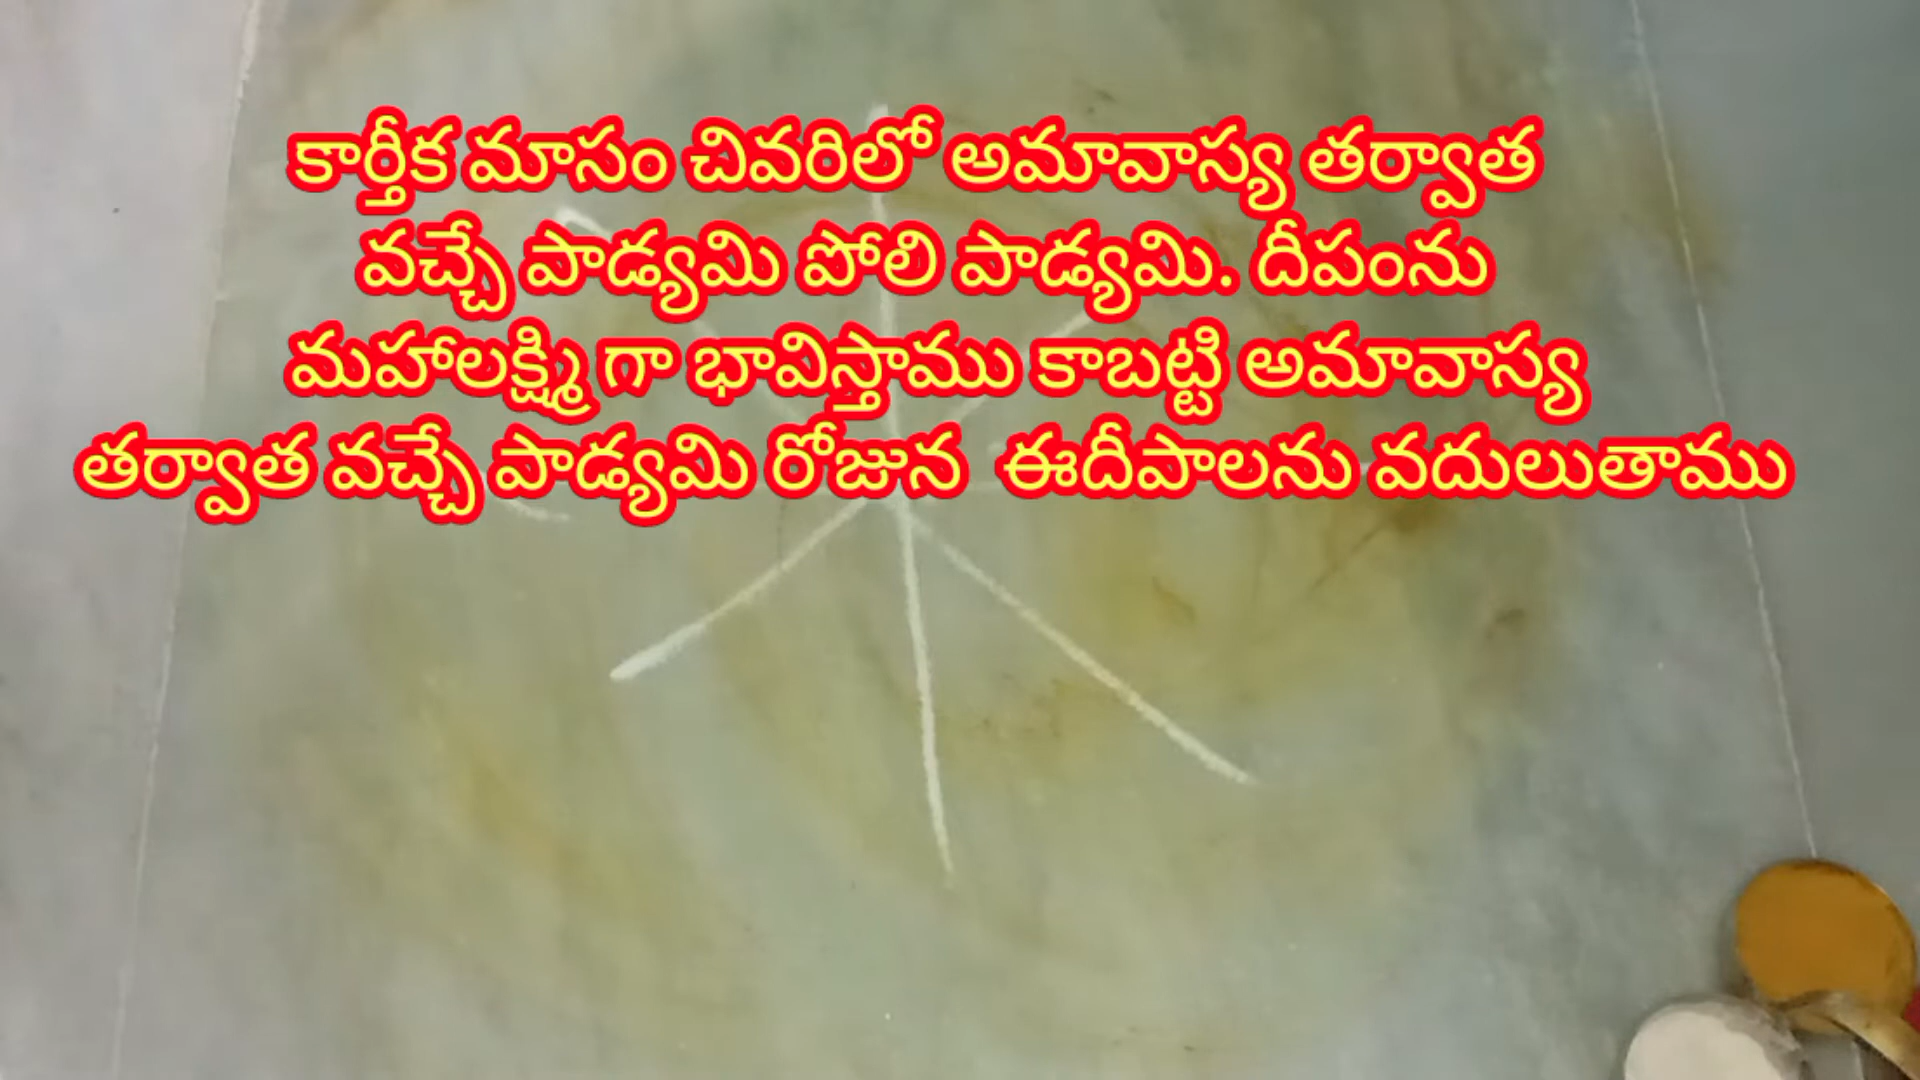 కార్తీక మాసం చివరిలో అమావాస్య తర్వాత
వచ్చే పాడ్యమి పోలి పాడ్యమి. దీపంను
మహాలక్ష్మి గా భావిస్తాము కాబట్టి అమావాస్య
తర్వాత వచ్చే పాడ్యమి రోజున ఈదీపాలను వదులుతాము